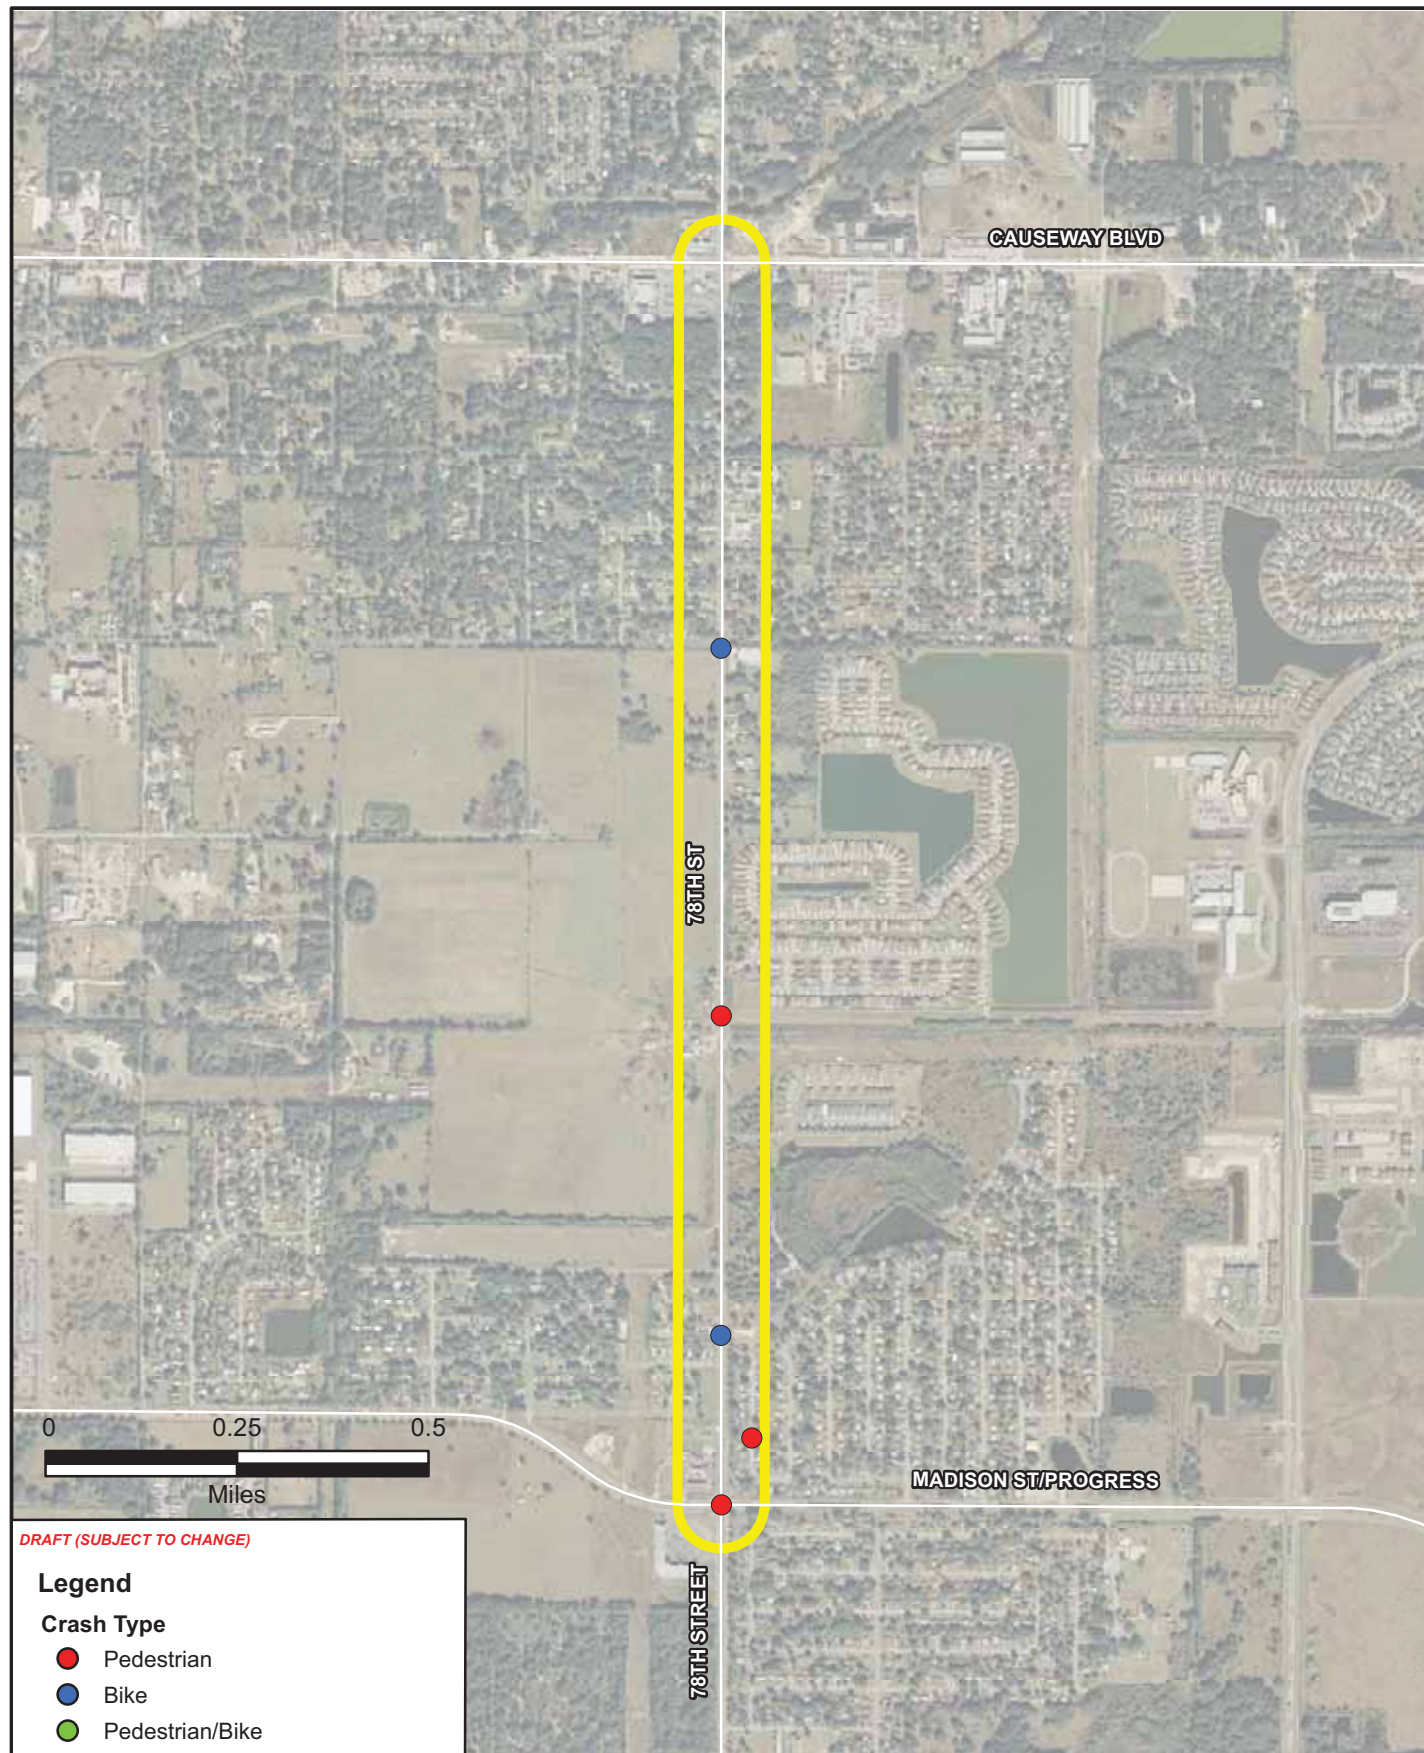 CAUSEWAY BLVD
78TH ST
0 0.25 0.5
Miles
MADISON ST/PROGRESS
78TH STREET
DRAFT (SUBJECT TO CHANGE)
Legend
Crash Type
Pedestrian
Bike
Pedestrian/Bike